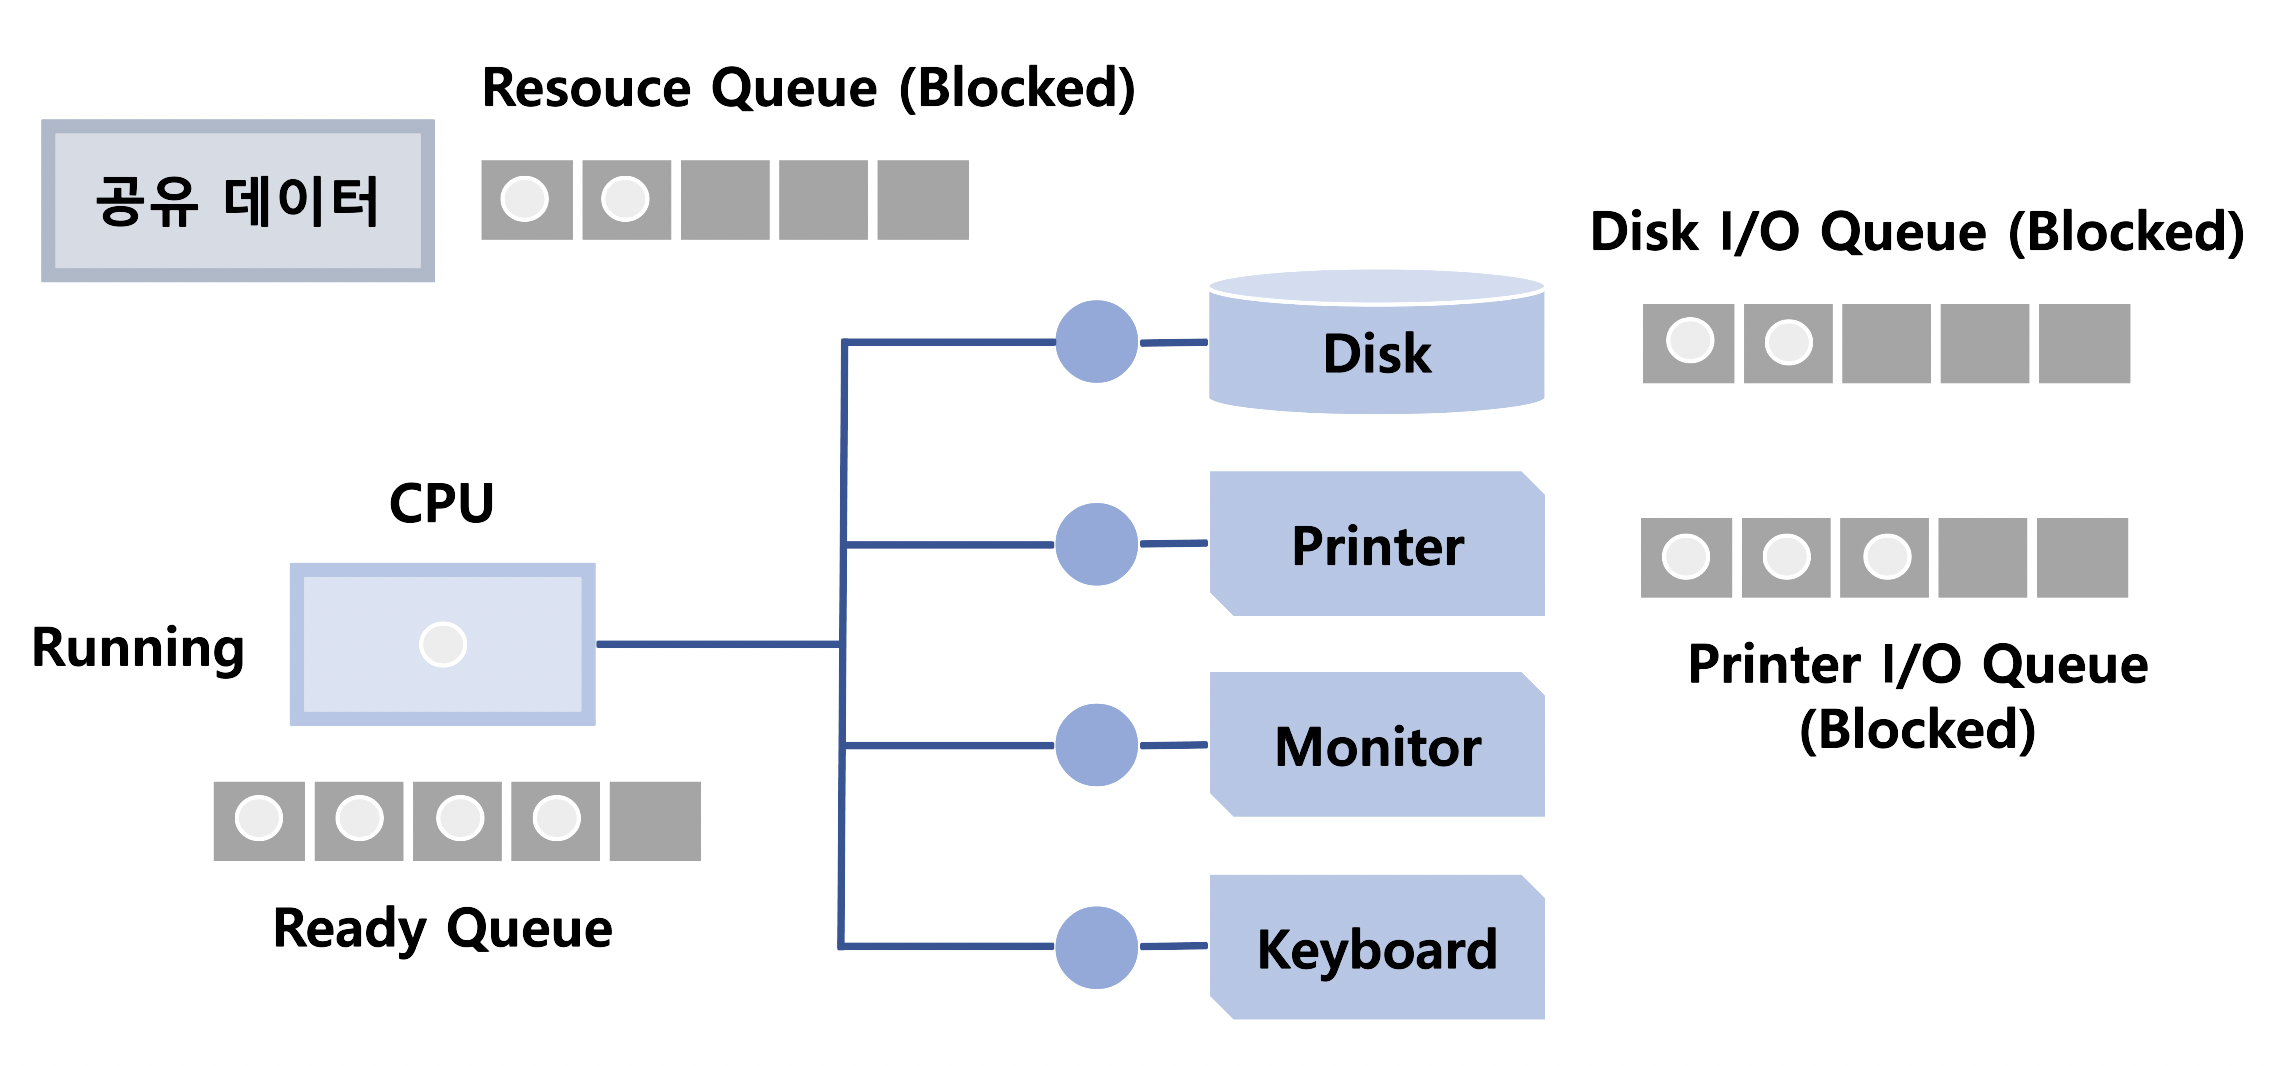 Resouce Queue (Blocked)
공유 데이터
Disk I/O Queue (Blocked)
Disk
CPU
Printer
Running
Printer I/O Queue
(Blocked)
Monitor
Ready Queue
Keyboard